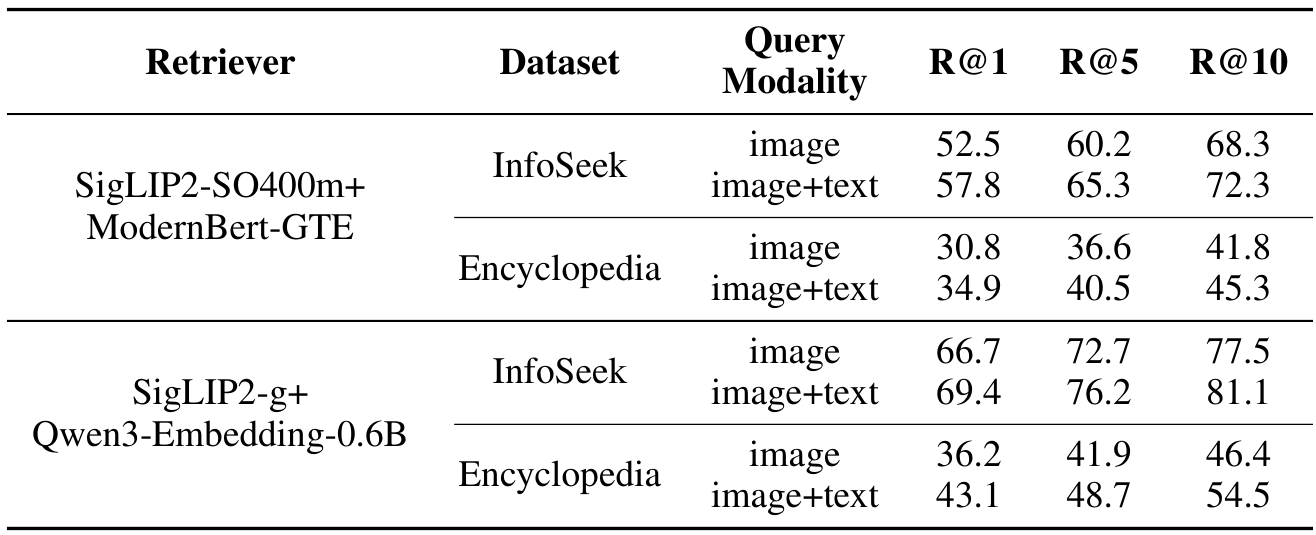 Retriever Dataset Query Modality R@1 R@5 R@10
SigLIP2-SO400m+
ModernBert-GTE
InfoSeek
image 52.5 60.2 68.3
image+text 57.8 65.3 72.3
Encyclopedia
image 30.8 36.6 41.8
image+text 34.9 40.5 45.3
SigLIP2-g+
Qwen3-Embedding-0.6B
InfoSeek
image 66.7 72.7 77.5
image+text 69.4 76.2 81.1
Encyclopedia
image 36.2 41.9 46.4
image+text 43.1 48.7 54.5